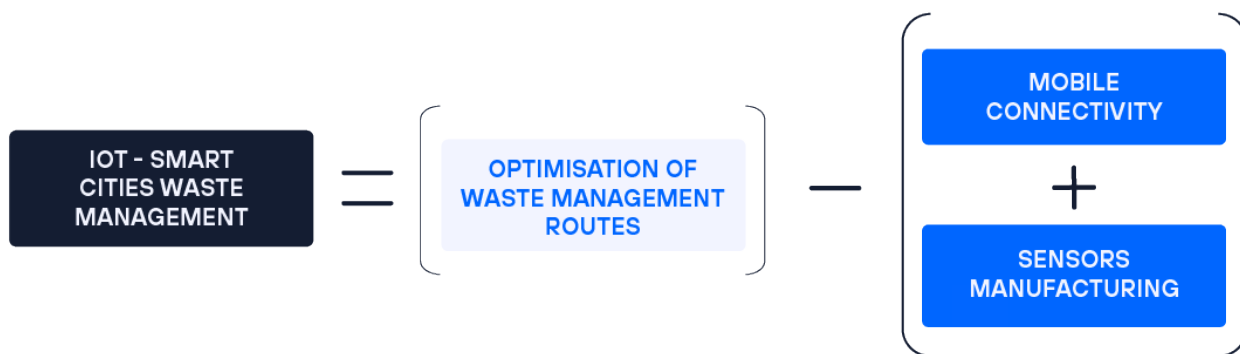 IOT - SMART
CITIES WASTE
MANAGEMENT
=
OPTIMISATION OF
WASTE MANAGEMENT
ROUTES
—
MOBILE
CONNECTIVITY
+
SENSORS
MANUFACTURING